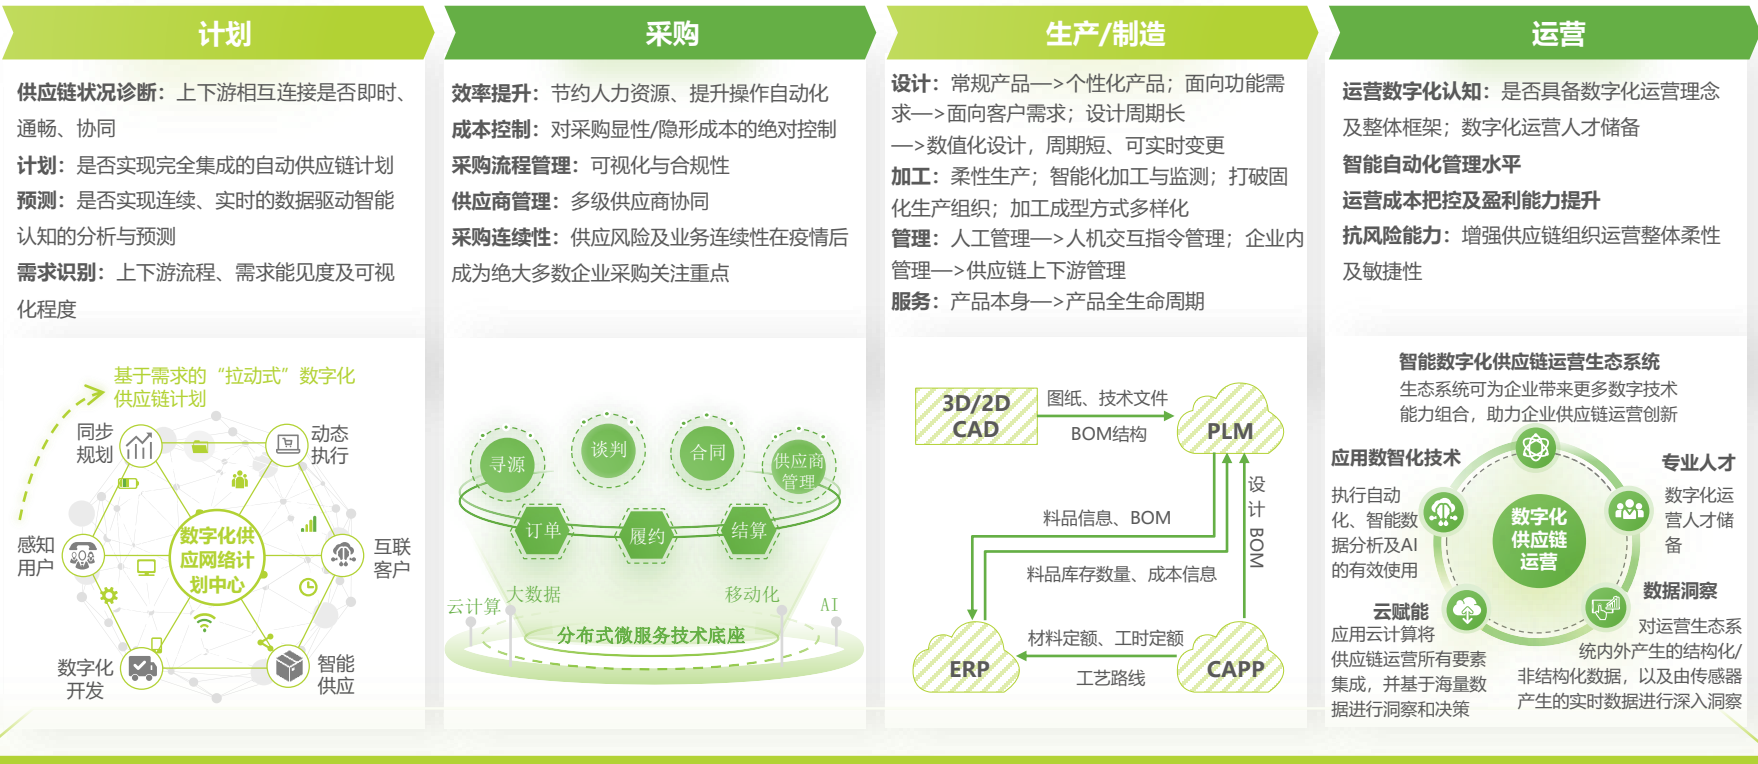 计划
供应链状况诊断：上下游相互连接是否即时、
通畅、协同
计划：是否实现完全集成的自动供应链计划
预测：是否实现连续、实时的数据驱动智能
认知的分析与预测
需求识别：上下游流程、需求能见度及可视
化程度
基于需求的“拉动式”数字化
供应链计划
同步
规划
动态
执行
感知
用户
数字化供
应网络计
划中心
互联
客户
数字化
开发
智能
供应
采购
效率提升：节约人力资源、提升操作自动化
成本控制：对采购显性/隐形成本的绝对控制
采购流程管理：可视化与合规性
供应商管理：多级供应商协同
采购连续性：供应风险及业务连续性在疫情后
成为绝大多数企业采购关注重点
寻源
谈判
合同
供应商
管理
订单
履约
结算
云计算
大数据
移动化
AI
分布式微服务技术底座
生产/制造
设计：常规产品—>个性化产品；面向功能需
求—>面向客户需求；设计周期长
—>数值化设计，周期短、可实时变更
加工：柔性生产；智能化加工与监测；打破固
化生产组织；加工成型方式多样化
管理：人工管理—>人机交互指令管理；企业内
管理—>供应链上下游管理
服务：产品本身—>产品全生命周期
3D/2D
CAD
图纸、技术文件
BOM结构
PLM
设计BOM
料品信息、BOM
料品库存数量、成本信息
ERP
材料定额、工时定额
工艺路线
CAPP
运营
运营数字化认知：是否具备数字化运营理念
及整体框架；数字化运营人才储备
智能自动化管理水平
运营成本把控及盈利能力提升
抗风险能力：增强供应链组织运营整体柔性
及敏捷性
智能数字化供应链运营生态系统
生态系统可为企业带来更多数字技术
能力组合，助力企业供应链运营创新
应用数智化技术
执行自动
化、智能数
据分析及AI
的有效使用
专业人才
数字化运
营人才储
备
数字化
供应链
运营
云赋能
应用云计算将
供应链运营所有要素
集成，并基于海量数
据进行洞察和决策
数据洞察
对运营生态系
统内外产生的结构化/
非结构化数据，以及由传感器
产生的实时数据进行深入洞察